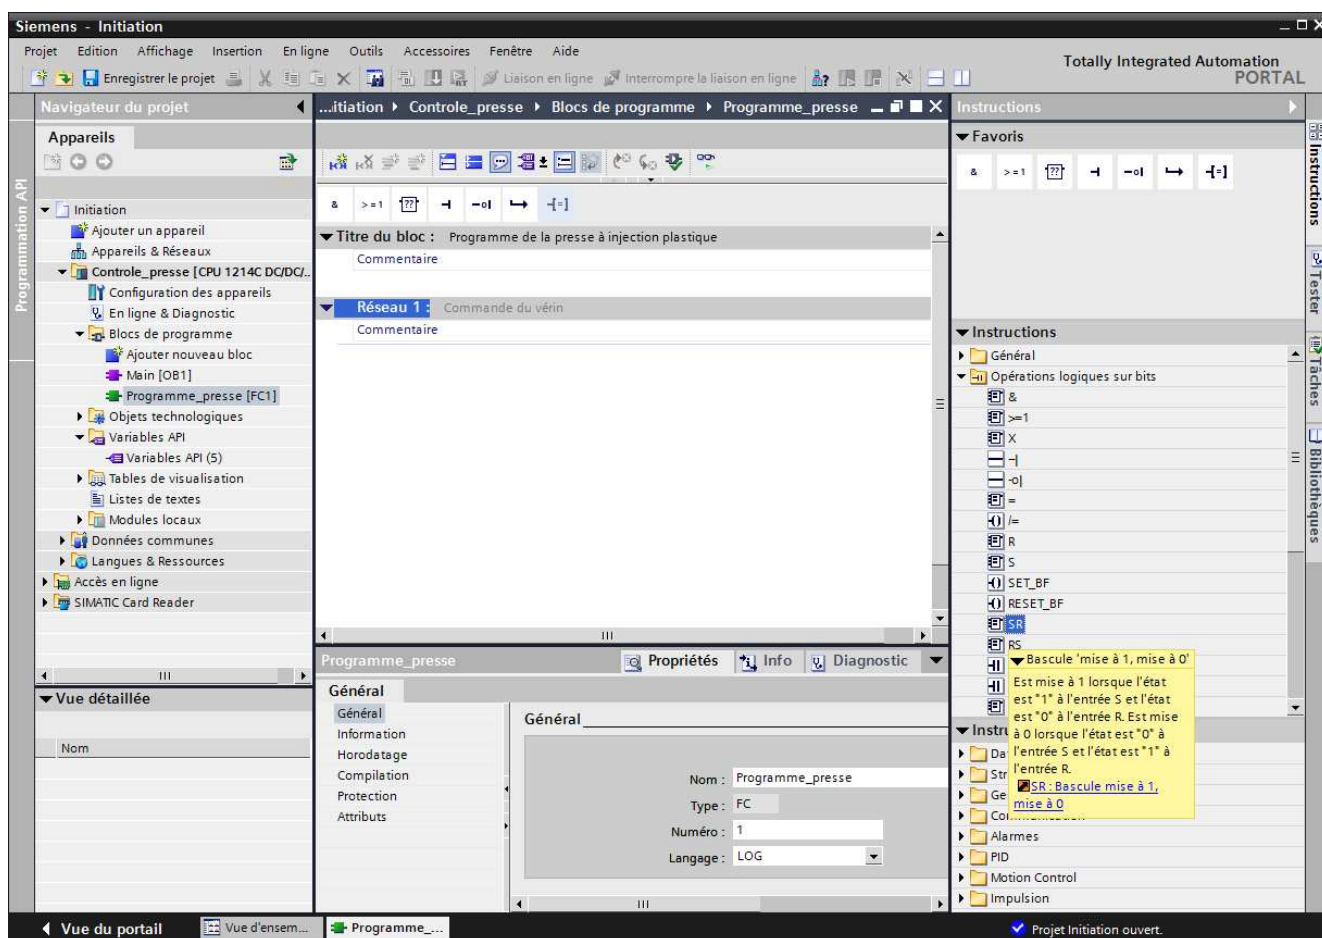 Siemens - Initiation
Projet Edition Affichage Insertion En ligne Outils Accessoires Fenêtre Aide
Totally Integrated Automation
PORTAL
Enregistrer le projet Liaison en ligne Interrompre la liaison en ligne
Programmation API
Navigateur du projet
Appareils
Initiation
Ajouter un appareil
Appareils & Réseaux
Controle_presse [CPU 1214C DC/DC/..
Configuration des appareils
En ligne & Diagnostic
Blocs de programme
Ajouter nouveau bloc
Main [OB1]
Programme_presse [FC1]
Objets technologiques
Variables API
Variables API (5)
Tables de visualisation
Listes de textes
Modules locaux
Données communes
Langues & Ressources
Accès en ligne
SIMATIC Card Reader
Vue détaillée
Nom
...itiation Controle_presse Blocs de programme Programme_presse
& >=1 ??
Titre du bloc : Programme de la presse à injection plastique
Commentaire
Réseau 1 : Commande du vérin
Commentaire
Programme_presse
Propriétés Info Diagnostic
Général
Général
Information
Horodatage
Compilation
Protection
Attributs
Général
Nom : Programme_presse
Type : FC
Numéro : 1
Langage : LOG
Instructions
Favoris
& >=1 ??
Instructions
Général
Opérations logiques sur bits
&
>=1
X
-|
-o|
=
/=
R
S
SET_BF
RESET_BF
SR
RS
Bascule 'mise à 1, mise à 0'
Est mise à 1 lorsque l'état
est "1" à l'entrée S et l'état
est "0" à l'entrée R. Est mise
à 0 lorsque l'état est "0" à
l'entrée S et l'état est "1" à
l'entrée R.
SR : Bascule mise à 1,
mise à 0
Alarmes
PID
Motion Control
Impulsion
Instructions
Tester
Tâches
Bibliothèques
Vue du portail Vue d'ensem... Programme_... Projet Initiation ouvert.